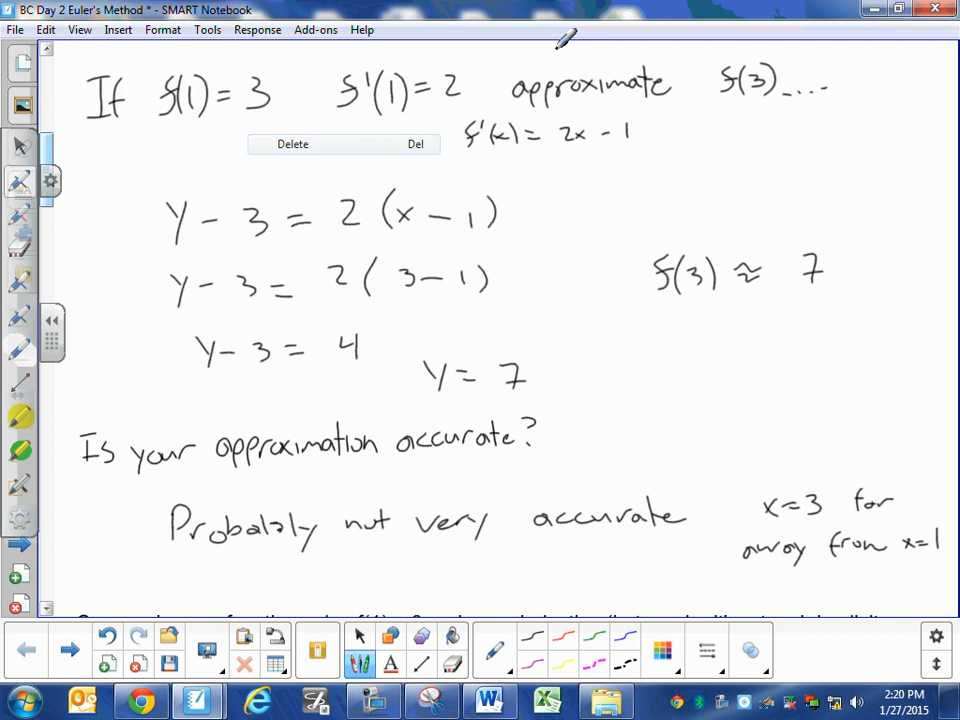 BC Day 2 Euler's Method * - SMART Notebook
File Edit View Insert Format Tools Response Add-ons Help
If f(1) = 3 f'(1) = 2 approximate f(3)....
f'(x) = 2x - 1
Delete Del
y - 3 = 2 (x - 1)
y - 3 = 2 ( 3 - 1)
f(3) ≈ 7
y - 3 = 4
y = 7
Is your approximation accurate?
Probably not very accurate
x = 3 far
away from x = 1
2:20 PM
1/27/2015